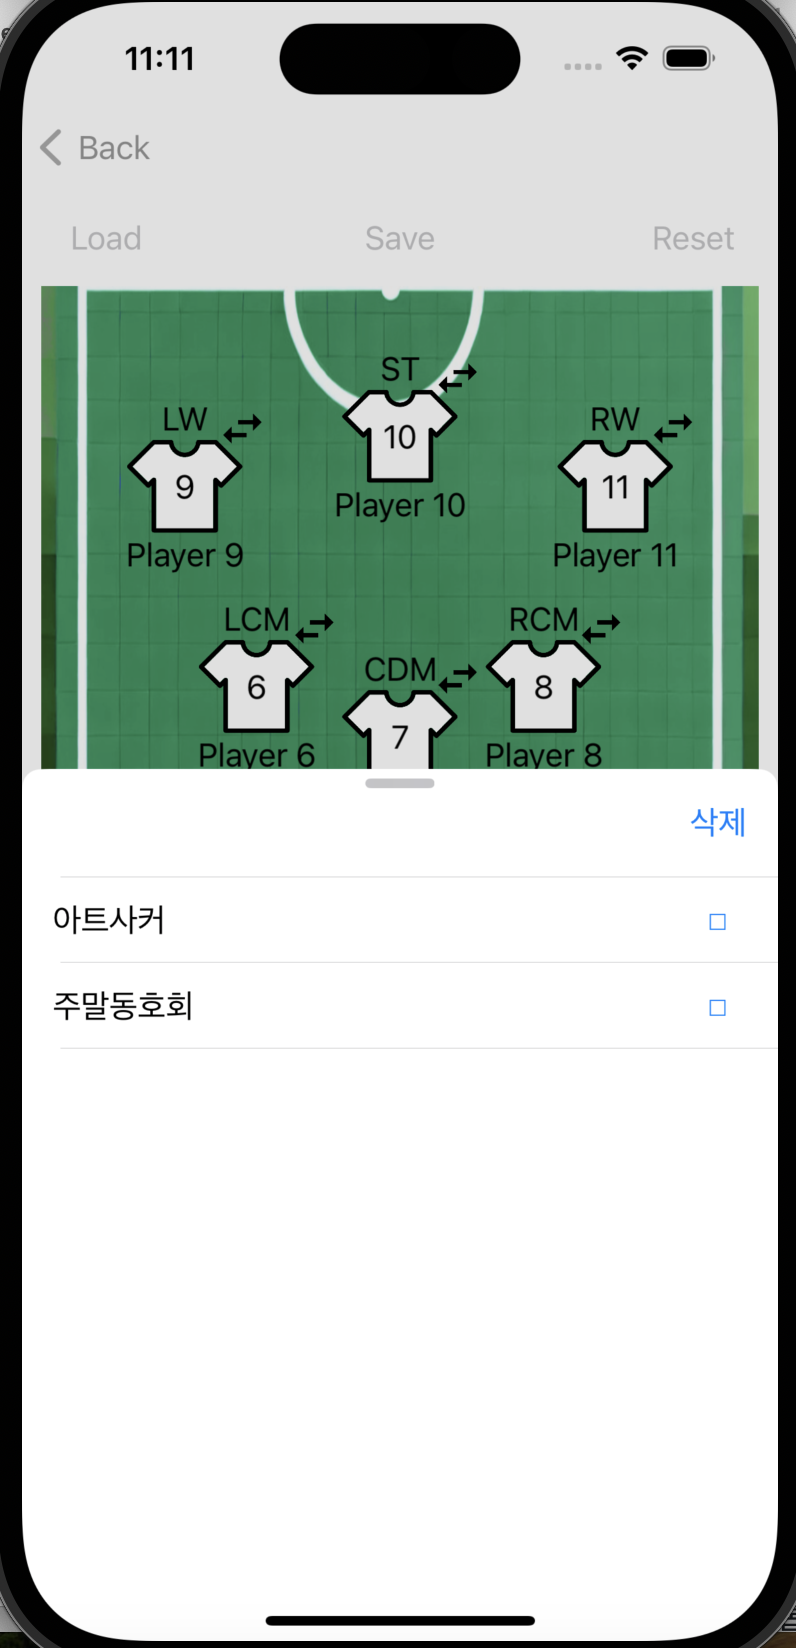 11:11
Back
Load Save Reset
ST
10
Player 10
LW
9
Player 9
RW
11
Player 11
LCM
6
Player 6
CDM
7
RCM
8
Player 8
삭제
아트사커
주말동호회